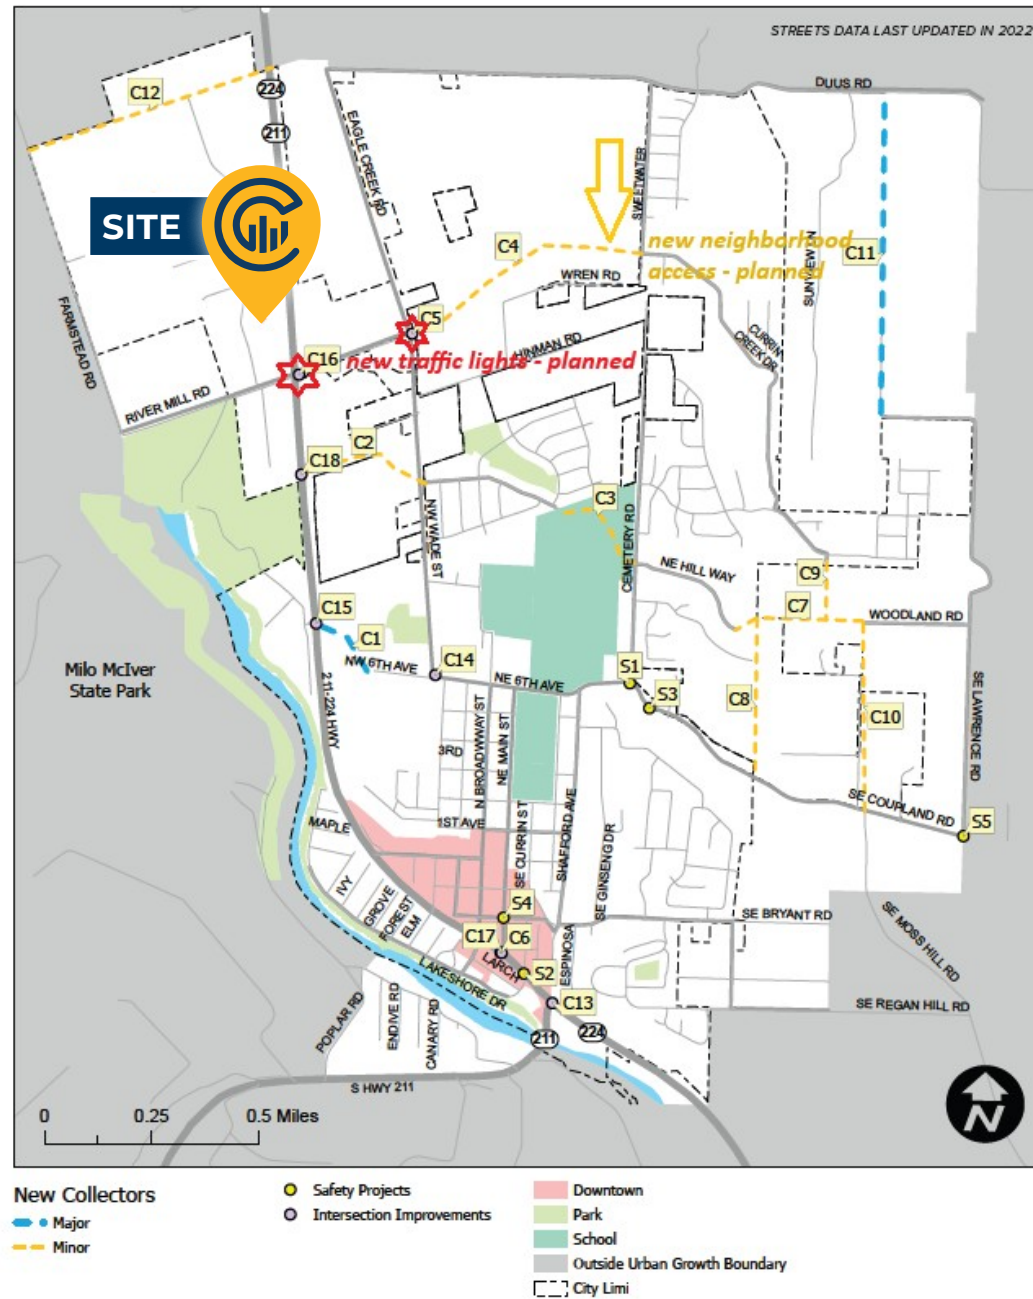 STREETS DATA LAST UPDATED IN 2022
DUUS RD
C12
224
211
EAGLE CREEK RD
SITE
SWEETWATER
C4
new neighborhood
access - planned
C11
WREN RD
SUNVIEW LN
FARMSTEAD RD
C5
HINMAN RD
CURRIN
CREEK DR
C16
new traffic lights - planned
RIVER MILL RD
C2
C18
C3
NW WADE ST
CEMETERY RD
NE HILL WAY
C9
C7
WOODLAND RD
C15
C1
NW 6TH AVE
C14
NE 6TH AVE
S1
S3
C8
C10
Milo McIver
State Park
211-224 HWY
SE LAWRENCE RD
3RD
N BROADWWAY ST
NE MAIN ST
SE COUPLAND RD
S5
MAPLE
1ST AVE
SE CURRIN ST
SHAFFORD AVE
SE GINSENG DR
IVY
GROVE
FOREST
ELM
S4
SE BRYANT RD
SE MOSS HILL RD
C17
C6
LARCH
S2
ESPINOSA
LAKESHORE DR
C13
SE REGAN HILL RD
POPLAR RD
ENDIVE RD
CANARY RD
211
224
S HWY 211
N
0 0.25 0.5 Miles
New Collectors
Major
Minor
Safety Projects
Intersection Improvements
Downtown
Park
School
Outside Urban Growth Boundary
City Limi